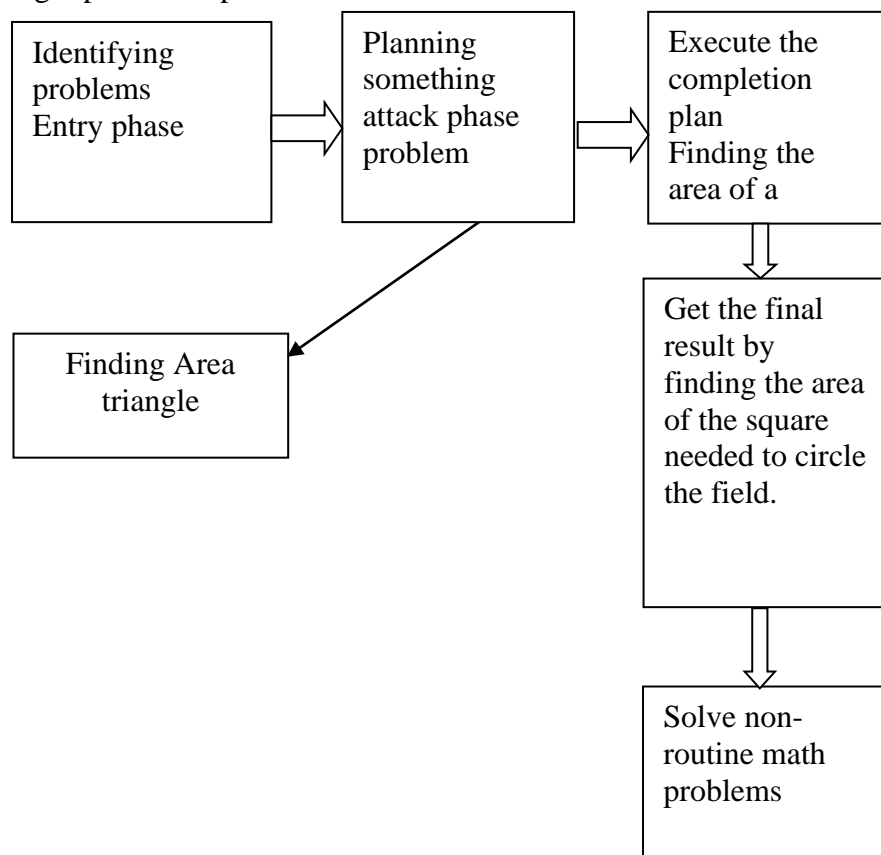 Identifying
problems
Entry phase
Planning
something
attack phase
problem
Execute the
completion
plan
Finding the
area of a
Finding Area
triangle
Get the final
result by
finding the area
of the square
needed to circle
the field.
Solve non-
routine math
problems